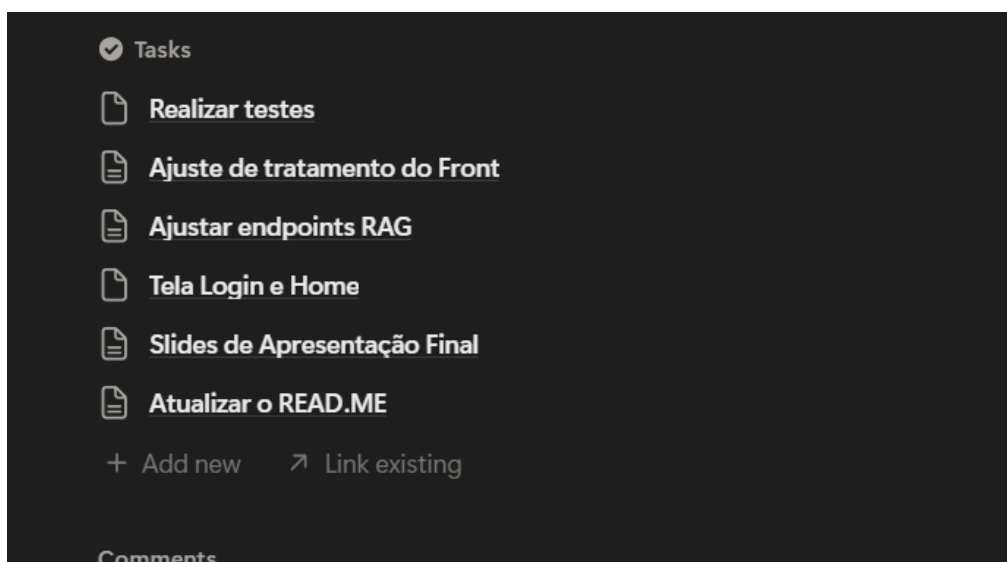 Tasks
Realizar testes
Ajuste de tratamento do Front
Ajustar endpoints RAG
Tela Login e Home
Slides de Apresentação Final
Atualizar o READ.ME
+ Add new ↗ Link existing
Comments